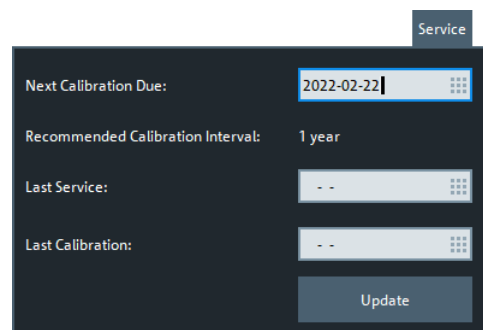 Service
Next Calibration Due: 2022-02-22
Recommended Calibration Interval: 1 year
Last Service: - -
Last Calibration: - -
Update